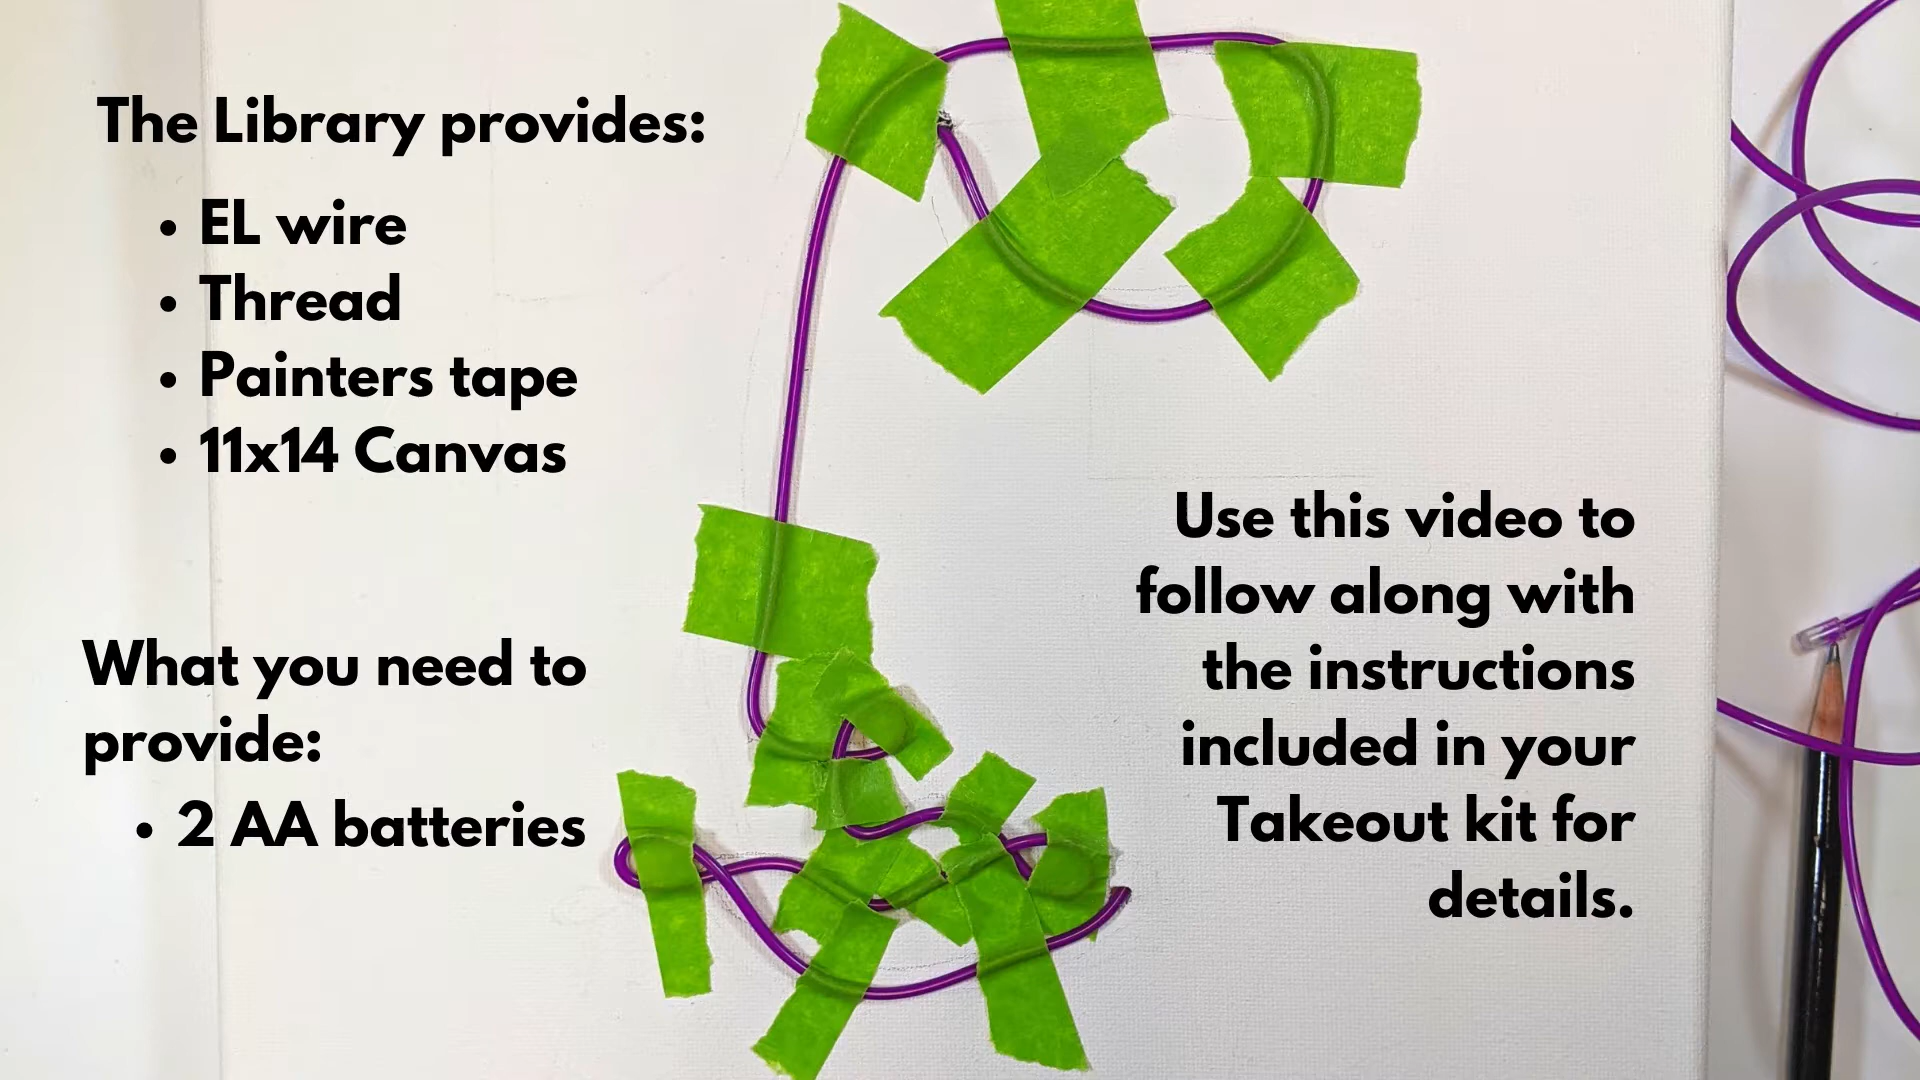 The Library provides:
• EL wire
• Thread
• Painters tape
• 11x14 Canvas
What you need to
provide:
• 2 AA batteries
Use this video to
follow along with
the instructions
included in your
Takeout kit for
details.